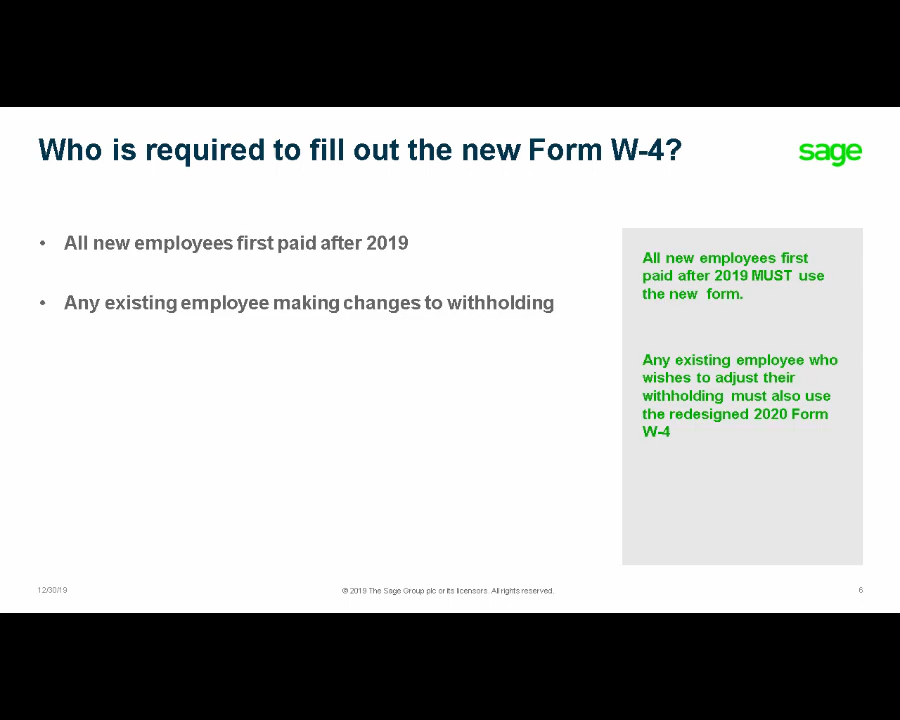 Who is required to fill out the new Form W-4?
sage
• All new employees first paid after 2019
• Any existing employee making changes to withholding
All new employees first
paid after 2019 MUST use
the new form.
Any existing employee who
wishes to adjust their
withholding must also use
the redesigned 2020 Form
W-4
12/30/19
© 2019 The Sage Group plc or its licensors. All rights reserved.
6